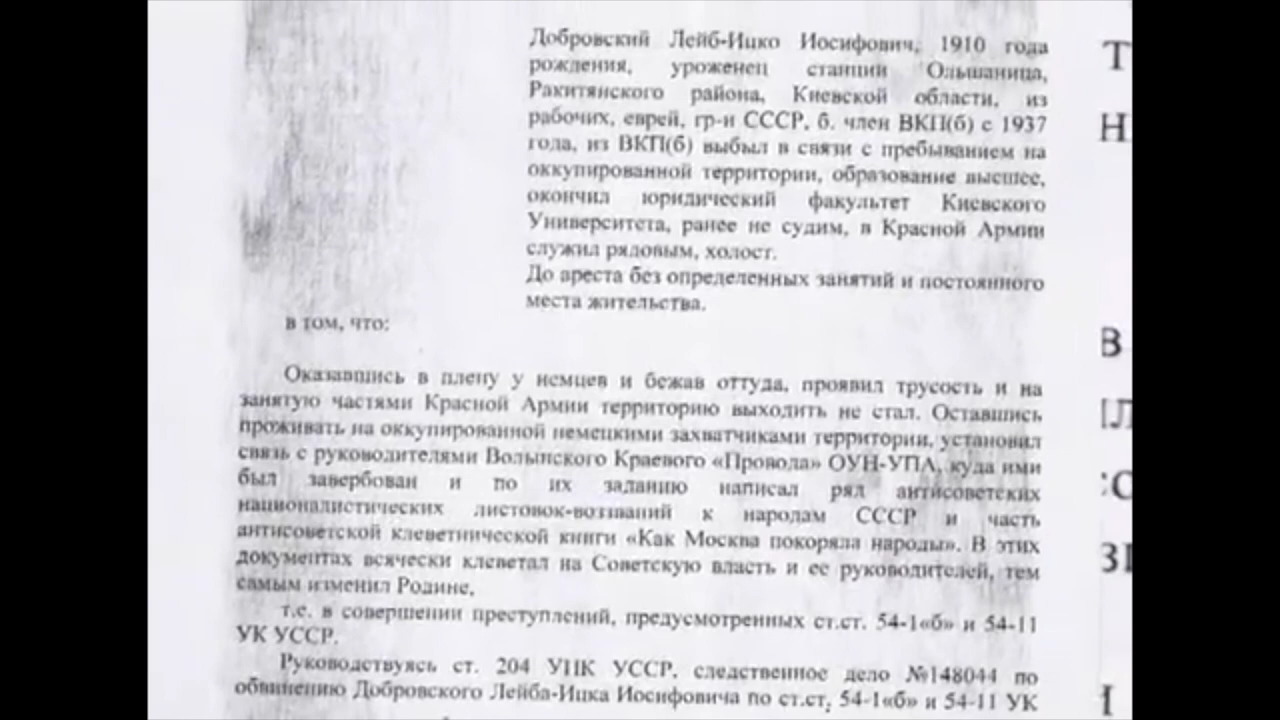 Добровский Лейб-Ицко Иосифович, 1910 года
рождения, уроженец станции Ольшаница,
Ракитянского района, Киевской области, из
рабочих, еврей, гр-н СССР, б. член ВКП(б) с 1937
года, из ВКП(б) выбыл в связи с пребыванием на
оккупированной территории, образование высшее,
окончил юридический факультет Киевского
Университета, ранее не судим, в Красной Армии
служил рядовым, холост.
До ареста без определенных занятий и постоянного
места жительства.
в том, что:
Оказавшись в плену у немцев и бежав оттуда, проявил трусость и на
занятую частями Красной Армии территорию выходить не стал. Оставшись
проживать на оккупированной немецкими захватчиками территории, установил
связь с руководителями Волынского Краевого «Провода» ОУН-УПА, куда ими
был завербован и по их заданию написал ряд антисоветских
националистических листовок-воззваний к народам СССР и часть
антисоветской клеветнической книги «Как Москва покоряла народы». В этих
документах всячески клеветал на Советскую власть и ее руководителей, тем
самым изменил Родине,
т.е. в совершении преступлений, предусмотренных ст.ст. 54-1«б» и 54-11
УК УССР.
Руководствуясь ст. 204 УПК УССР, следственное дело №148044 по
обвинению Добровского Лейба-Ицка Иосифовича по ст.ст. 54-1«б» и 54-11 УК